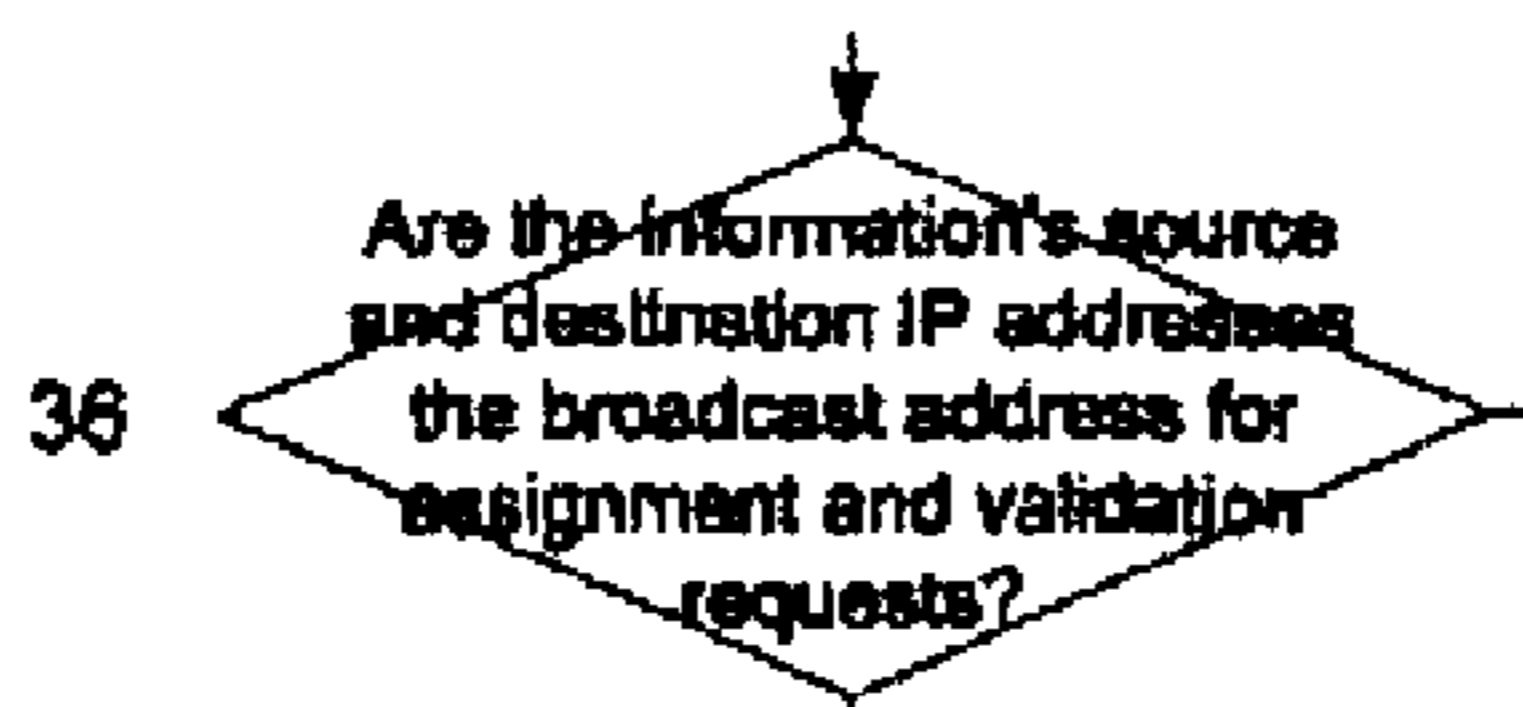 Are the information's source
and destination IP addresses
36
the broadcast address for
assignment and validation
requests?